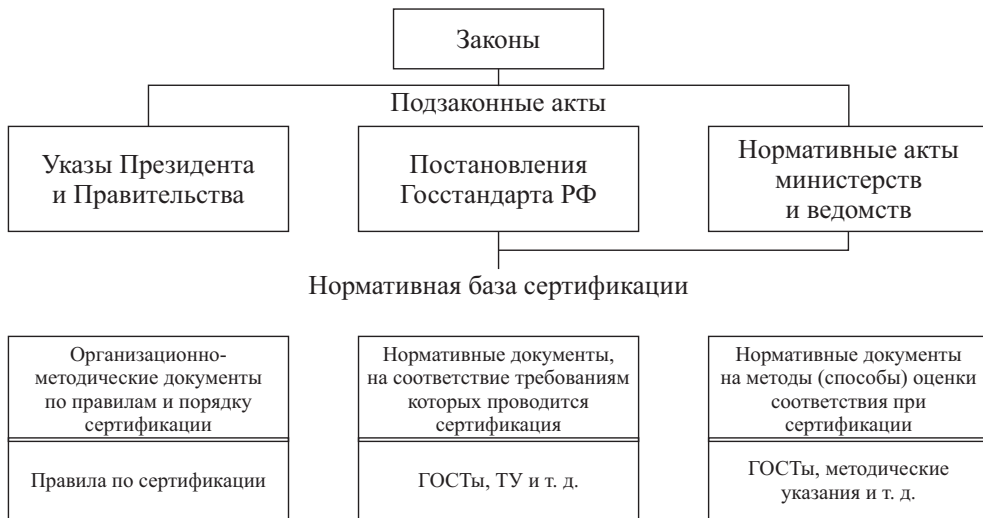 Законы
Подзаконные акты
Указы Президента
и Правительства
Постановления
Госстандарта РФ
Нормативные акты
министерств
и ведомств
Нормативная база сертификации
Организационно-
методические документы
по правилам и порядку
сертификации
Правила по сертификации
Нормативные документы,
на соответствие требованиям
которых проводится
сертификация
ГОСТы, ТУ и т. д.
Нормативные документы
на методы (способы) оценки
соответствия при
сертификации
ГОСТы, методические
указания и т. д.